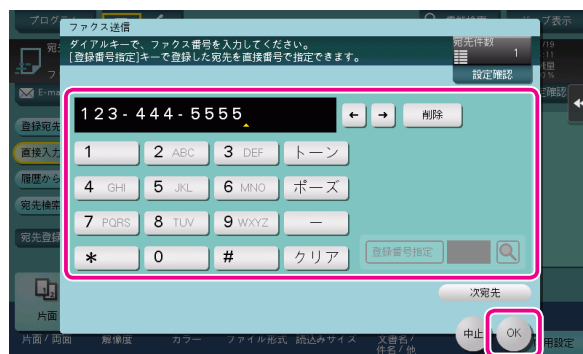 プログラ
ブ表示
ファクス送信
ダイアルキーで、ファクス番号を入力してください。
[登録番号指定]キーで登録した宛先を直接番号で指定できます。
宛先件数
1
設定確認
宛
フ
E-ma
登録宛先
直接入力
履歴から
宛先検索
宛先登録
123-444-5555
← → 削除
1 2 ABC 3 DEF トーン
4 GHI 5 JKL 6 MNO ポーズ
7 PQRS 8 TUV 9 WXYZ −
* 0 # クリア
登録番号指定
次宛先
中止 OK
片面
片面/両面 解像度 カラー ファイル形式 読込みサイズ 文書名/
件名/他
用設定